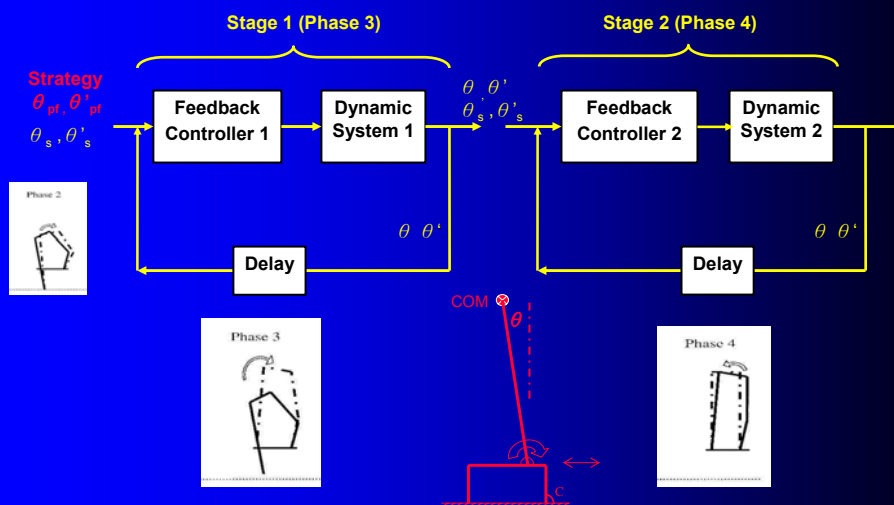 Stage 1 (Phase 3)
Stage 2 (Phase 4)
Strategy
θpf, θ'pf
θs, θ's
Feedback
Controller 1
Dynamic
System 1
θ, θ'
θs, θ's
Feedback
Controller 2
Dynamic
System 2
Phase 2
θ θ‘
θ θ‘
Delay
Delay
COM
θ
Phase 3
Phase 4
C